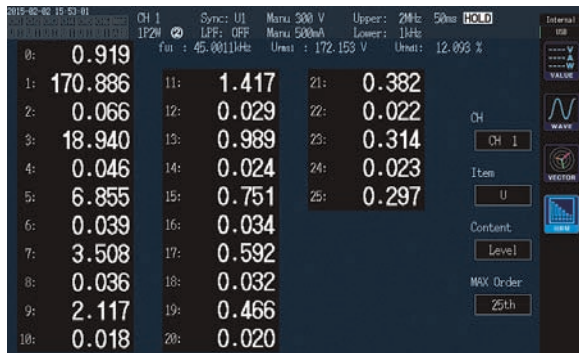 2015-02-02 15-53-01
CH 1 Sync: U1 Manu 300 V Upper: 2MHz 50ms HOLD Internal
1P2W LPF: OFF Manu 500mA Lower: 1kHz USB
fU1 : 45.0011kHz Urms1 : 172.153 V Uthd1: 12.093 %
0: 0.919
1: 170.886
2: 0.066
3: 18.940
4: 0.046
5: 6.855
6: 0.039
7: 3.508
8: 0.036
9: 2.117
10: 0.018
11: 1.417
12: 0.029
13: 0.989
14: 0.024
15: 0.751
16: 0.034
17: 0.592
18: 0.032
19: 0.466
20: 0.020
21: 0.382
22: 0.022
23: 0.314
24: 0.023
25: 0.297
CH
CH 1
Item
U
Content
Level
MAX Order
25th
V
A
W
VALUE
WAVE
VECTOR